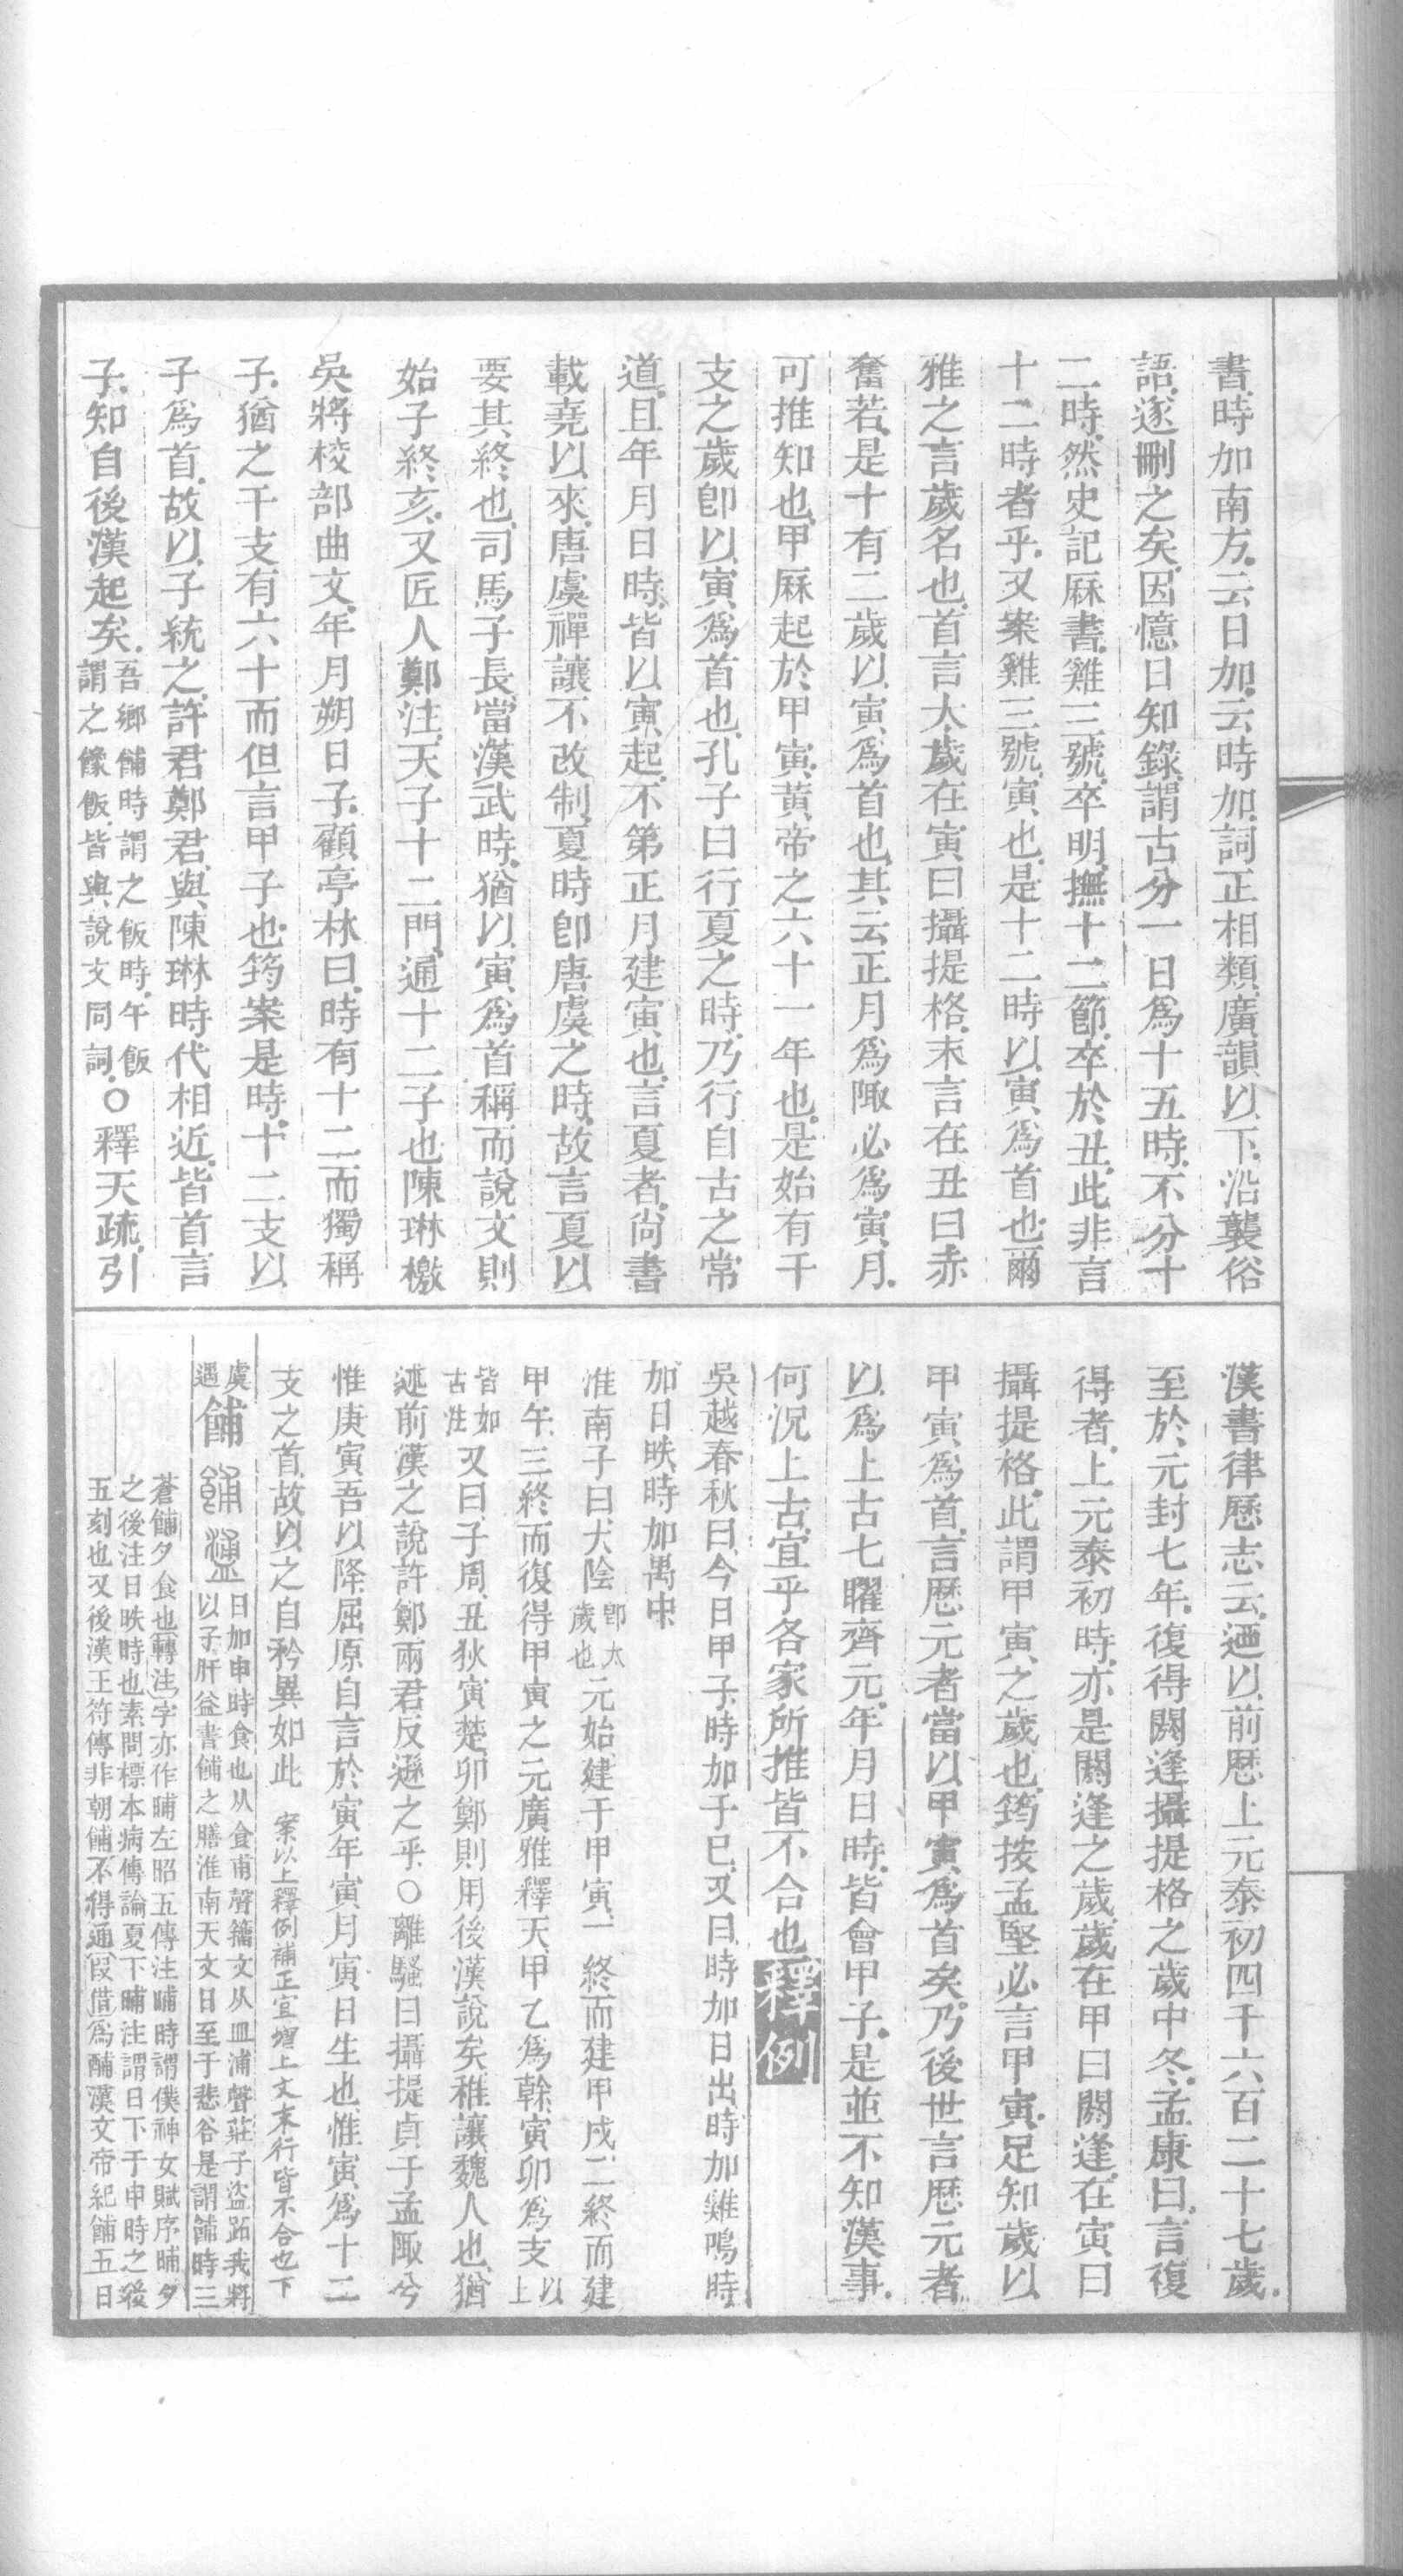 書、時加南方、云日加、云時加、詞正相類、廣韻以下、沿襲俗
語、遂刪之矣、因憶日知錄、謂古分一日爲十五時、不分十
二時、然史記厤書、雞三號、卒明、撫十二節、卒於丑、此非言
十二時者乎、又案雞三號、寅也、是十二時以寅爲首也、爾
雅之言歲名也、首言大歲在寅曰攝提格、末言在丑曰赤
奮若、是十有二歲以寅爲首也、其云正月爲陬、必爲寅月、
可推知也、甲厤起於甲寅、黃帝之六十一年也、是始有干
支之歲、卽以寅爲首也、孔子曰、行夏之時、乃行自古之常
道、且年月日時、皆以寅起、不第正月建寅也、言夏者、尚書
載堯以來、唐虞禪讓不改制、夏時卽唐虞之時、故言夏以
要其終也、司馬子長當漢武時、猶以寅爲首稱、而說文則
始子終亥、又匠人鄭注、天子十二門、通十二子也、陳琳檄
吳將校部曲文、年月朔日子、顧亭林曰、時有十二而獨稱
子、猶之干支有六十而但言甲子也、筠案是時、十二支以
子爲首、故以子統之、許君鄭君、與陳琳時代相近、皆首言
子、知自後漢起矣、吾鄉餔時謂之飯時、午飯謂之餯飯、皆與說文同詞、○釋天疏、引
漢書律厤志云、迺以前厤上元泰初四千六百二十七歲、
至於元封七年、復得閼逢攝提格之歲、中冬、孟康曰、言復
得者、上元泰初時、亦是閼逢之歲、歲在甲曰閼逢、在寅曰
攝提格、此謂甲寅之歲也、筠按孟堅必言甲寅、足知歲以
甲寅爲首、言厤元者當以甲寅爲首矣、乃後世言厤元者
以爲上古七曜齊元、年月日時、皆會甲子、是並不知漢事、
何況上古、宜乎各家所推皆不合也釋例
吳越春秋曰、今日甲子、時加于巳、又曰、時加日出時加雞鳴時
加日昳、時加禺中、
淮南子曰、大陰卽太歲也元始建于甲寅、一終而建甲戌、二終而建
甲午、三終而復得甲寅之元、廣雅釋天、甲乙爲榦、寅卯爲支、以上
皆如古注又曰、子周、丑狄、寅楚、卯鄭、則用後漢說矣、稚讓魏人也、猶
述前漢之說、許鄭兩君反遜之乎、○離騷曰、攝提貞于孟陬兮
惟庚寅吾以降、屈原自言於寅年寅月寅日生也、惟寅爲十二
支之首、故以之自矜異如此　案以上釋例補正宜增上文末行皆不合也下
虞遇餔日加申時食也从食甫聲籒文从皿浦聲莊子盜跖我將
以子肝益晝餔之膳淮南天文日至于悲谷是謂餔時三
蒼餔夕食也轉注字亦作晡左昭五傳注晡時謂僕神女賦序晡夕
之後注日昳時也素問標本病傳論夏下晡注謂日下于申時之後
五刻也又後漢王符傳非朝餔不得通叚借爲酺漢文帝紀餔五日